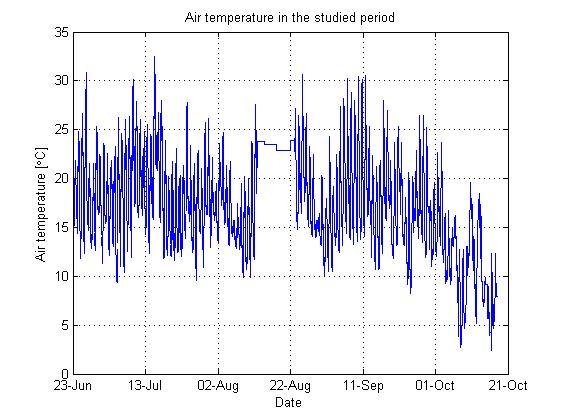 Air temperature in the studied period
35
30
25
20
15
10
5
0
Air temperature [°C]
23-Jun 13-Jul 02-Aug 22-Aug 11-Sep 01-Oct 21-Oct
Date